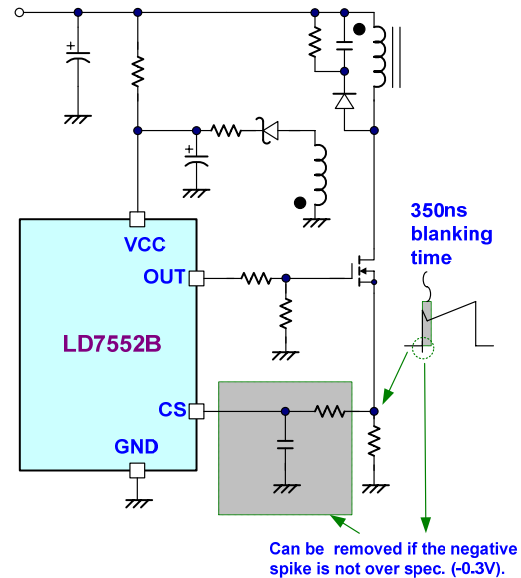 350ns
blanking
time
VCC
OUT
LD7552B
CS
GND
+
+
Can be removed if the negative
spike is not over spec. (-0.3V).